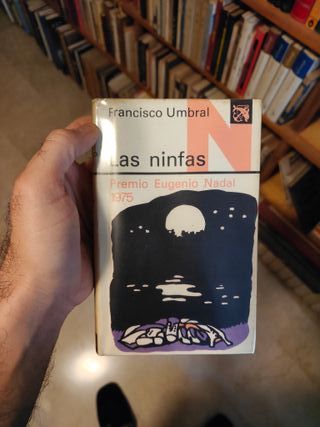 Francisco Umbral
N
Las ninfas
Premio Eugenio Nadal
1975